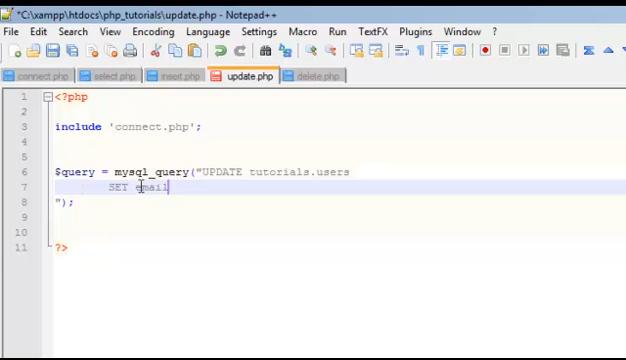 *C:\xampp\htdocs\php_tutorials\update.php - Notepad++
File Edit Search View Encoding Language Settings Macro Run TextFX Plugins Window ?
connect.php select.php insert.php update.php delete.php
1 <?php
2
3 include 'connect.php';
4
5
6 $query = mysql_query("UPDATE tutorials.users
7 SET email
8 ");
9
10
11 ?>